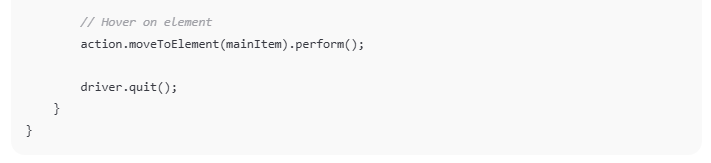 // Hover on element
action.moveToElement(mainItem).perform();
driver.quit();
}
}